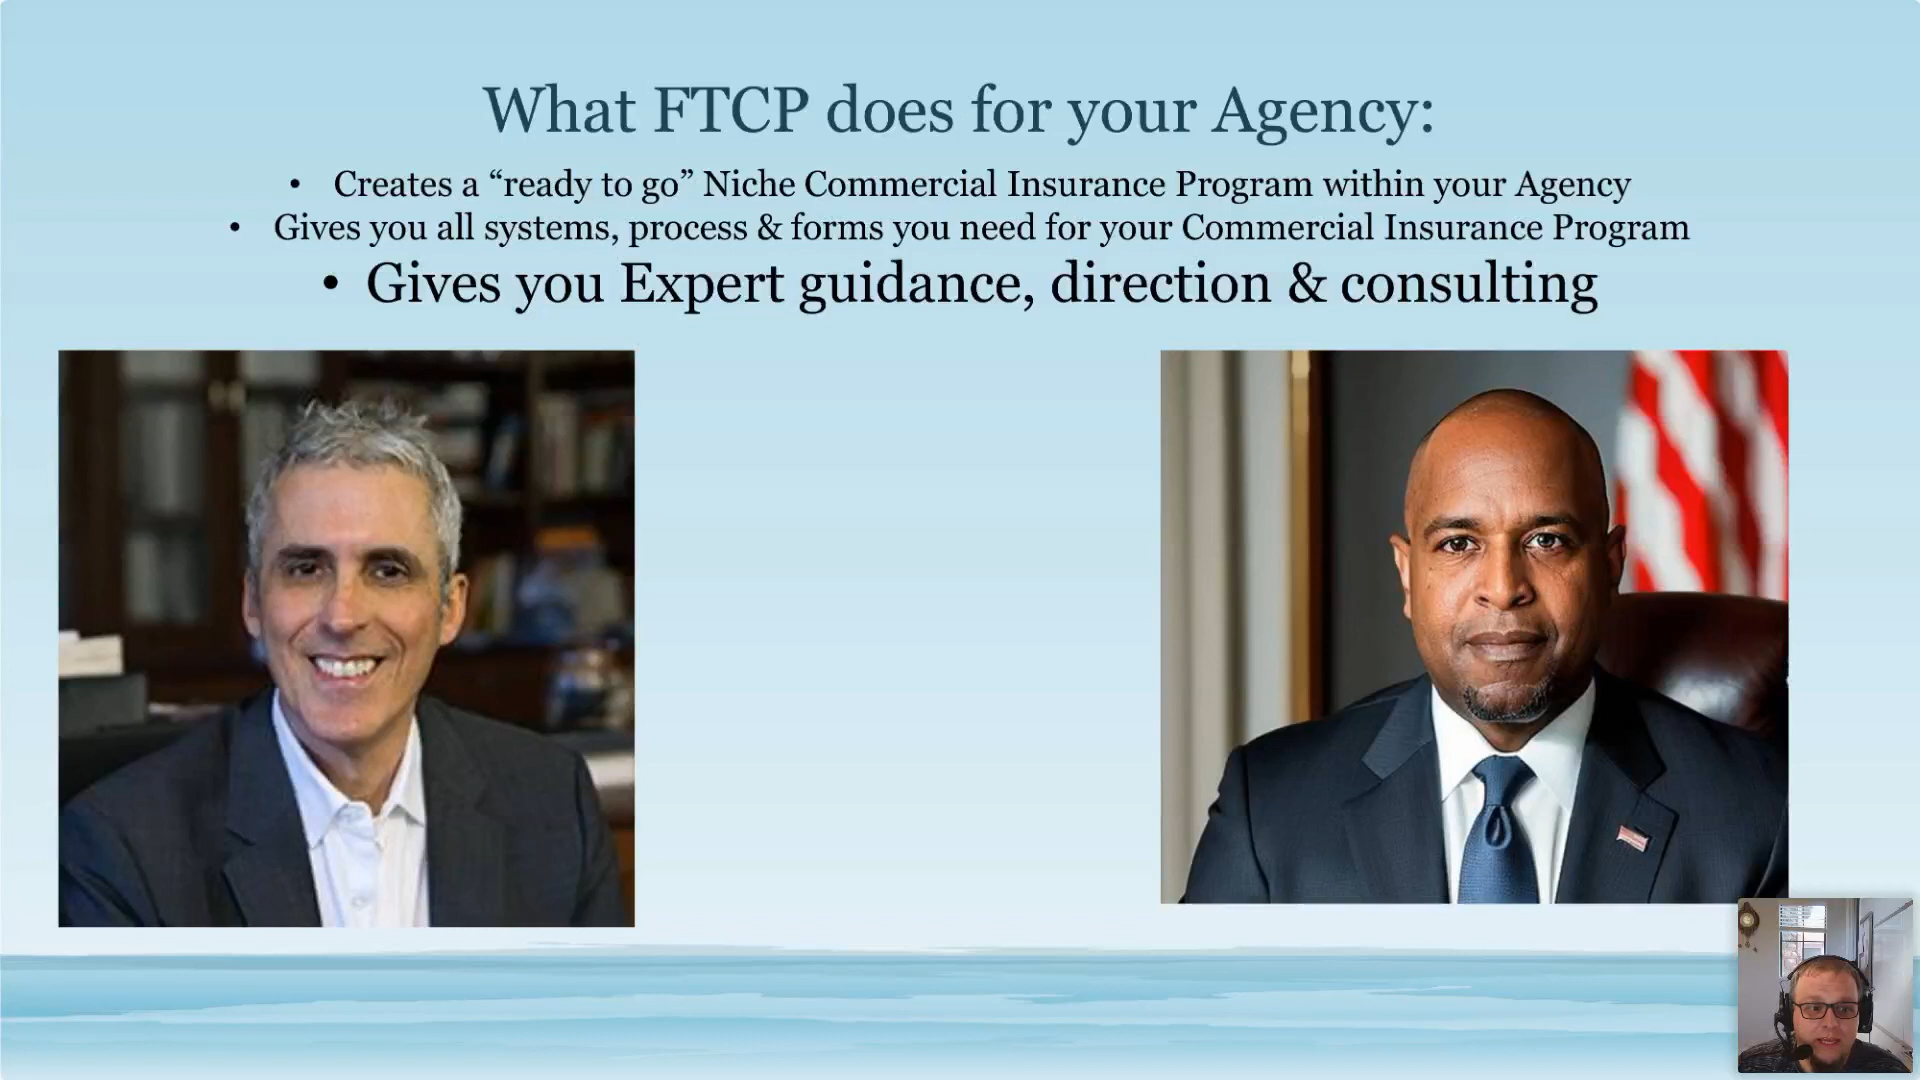 What FTCP does for your Agency:
• Creates a “ready to go” Niche Commercial Insurance Program within your Agency
• Gives you all systems, process & forms you need for your Commercial Insurance Program
• Gives you Expert guidance, direction & consulting